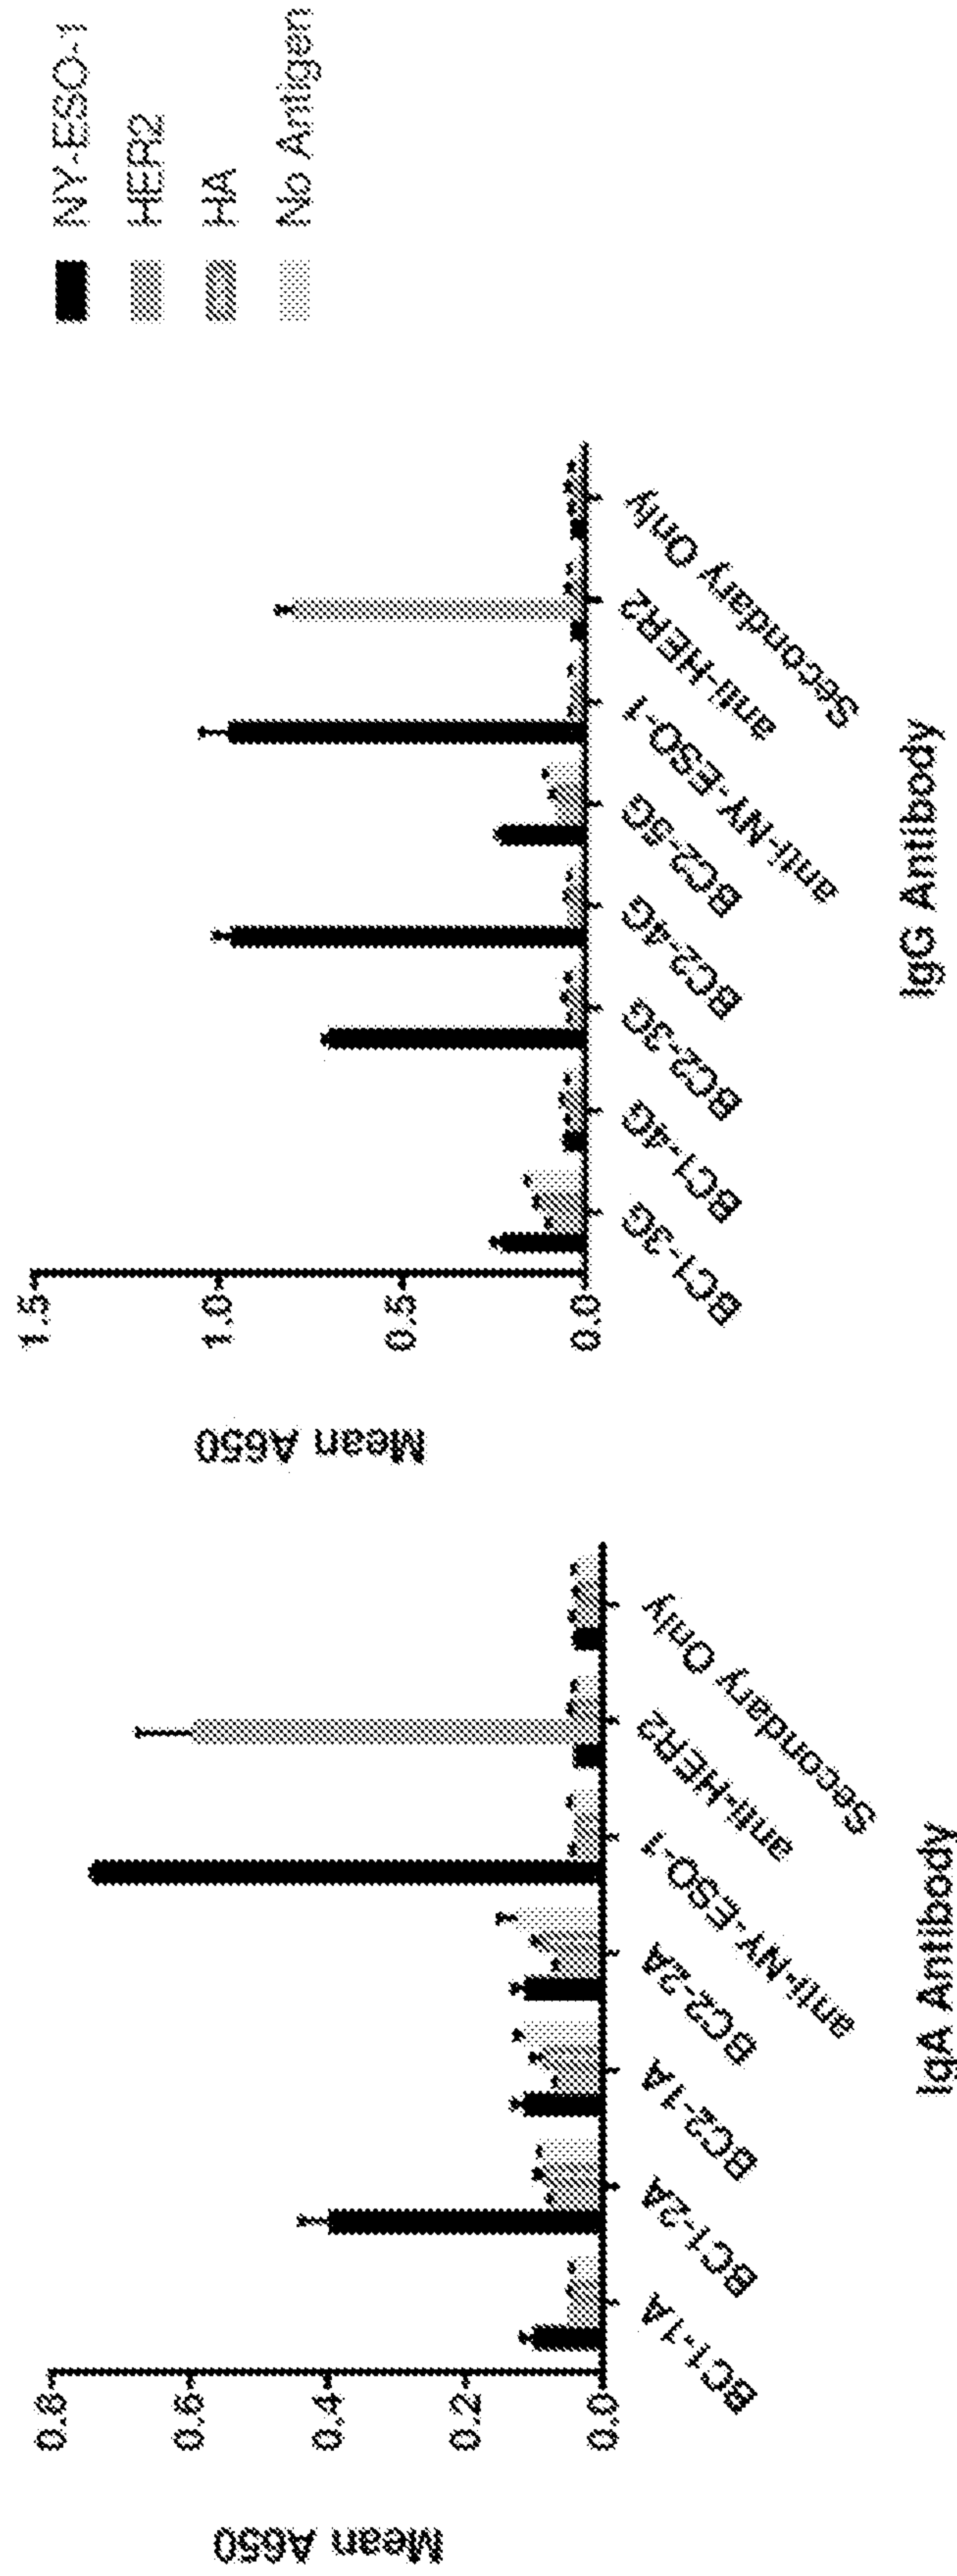 Mean A650
0.8
0.6
0.4
0.2
0.0
BC1-1A
BC1-2A
BC2-1A
BC2-2A
anti-NY-ESO-1
anti-HER2
Secondary Only
IgA Antibody
Mean A650
1.5
1.0
0.5
0.0
BC1-3G
BC1-4G
BC2-3G
BC2-4G
BC2-5G
anti-NY-ESO-1
anti-HER2
Secondary Only
IgG Antibody
NY-ESO-1
HER2
HA
No Antigen